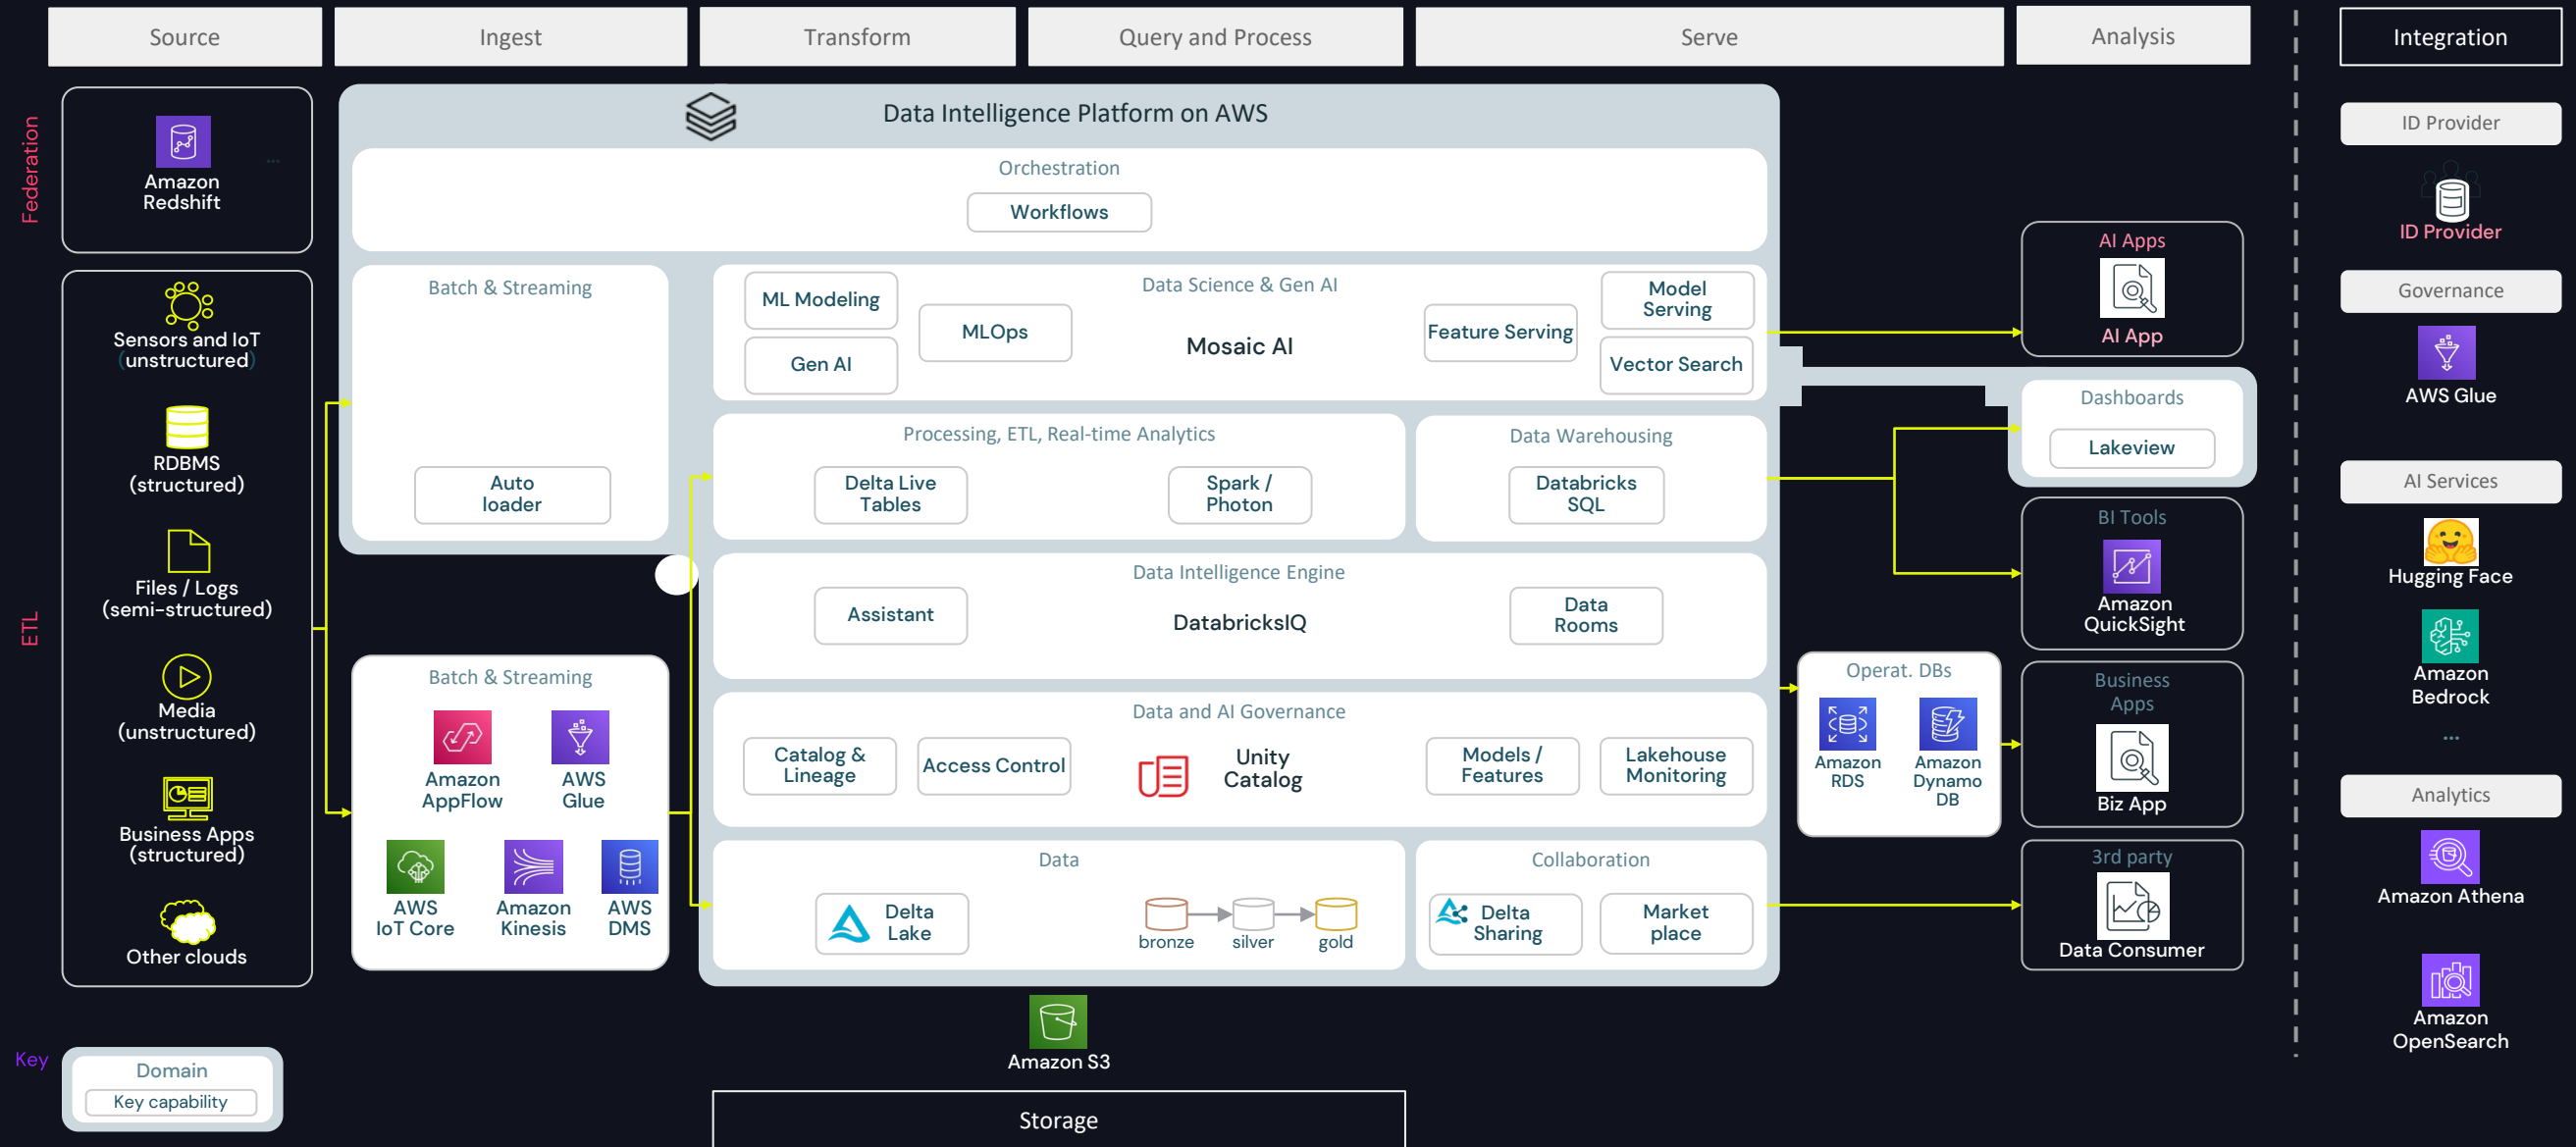 Source
Ingest
Transform
Query and Process
Serve
Analysis
Integration
Federation
Amazon
Redshift
...
ETL
Sensors and IoT
(unstructured)
RDBMS
(structured)
Files / Logs
(semi-structured)
Media
(unstructured)
Business Apps
(structured)
Other clouds
Data Intelligence Platform on AWS
Orchestration
Workflows
Batch & Streaming
Auto
loader
Batch & Streaming
Amazon
AppFlow
AWS
Glue
AWS
IoT Core
Amazon
Kinesis
AWS
DMS
Data Science & Gen AI
ML Modeling
Gen AI
MLOps
Mosaic AI
Feature Serving
Model
Serving
Vector Search
Processing, ETL, Real-time Analytics
Delta Live
Tables
Spark /
Photon
Data Warehousing
Databricks
SQL
Data Intelligence Engine
Assistant
DatabricksIQ
Data
Rooms
Data and AI Governance
Catalog &
Lineage
Access Control
Unity
Catalog
Models /
Features
Lakehouse
Monitoring
Data
Delta
Lake
bronze
silver
gold
Collaboration
Delta
Sharing
Market
place
Operat. DBs
Amazon
RDS
Amazon
Dynamo
DB
AI Apps
AI App
Dashboards
Lakeview
BI Tools
Amazon
QuickSight
Business
Apps
Biz App
3rd party
Data Consumer
ID Provider
ID Provider
Governance
AWS Glue
AI Services
Hugging Face
Amazon
Bedrock
...
Analytics
Amazon Athena
Amazon
OpenSearch
Amazon S3
Storage
Key
Domain
Key capability